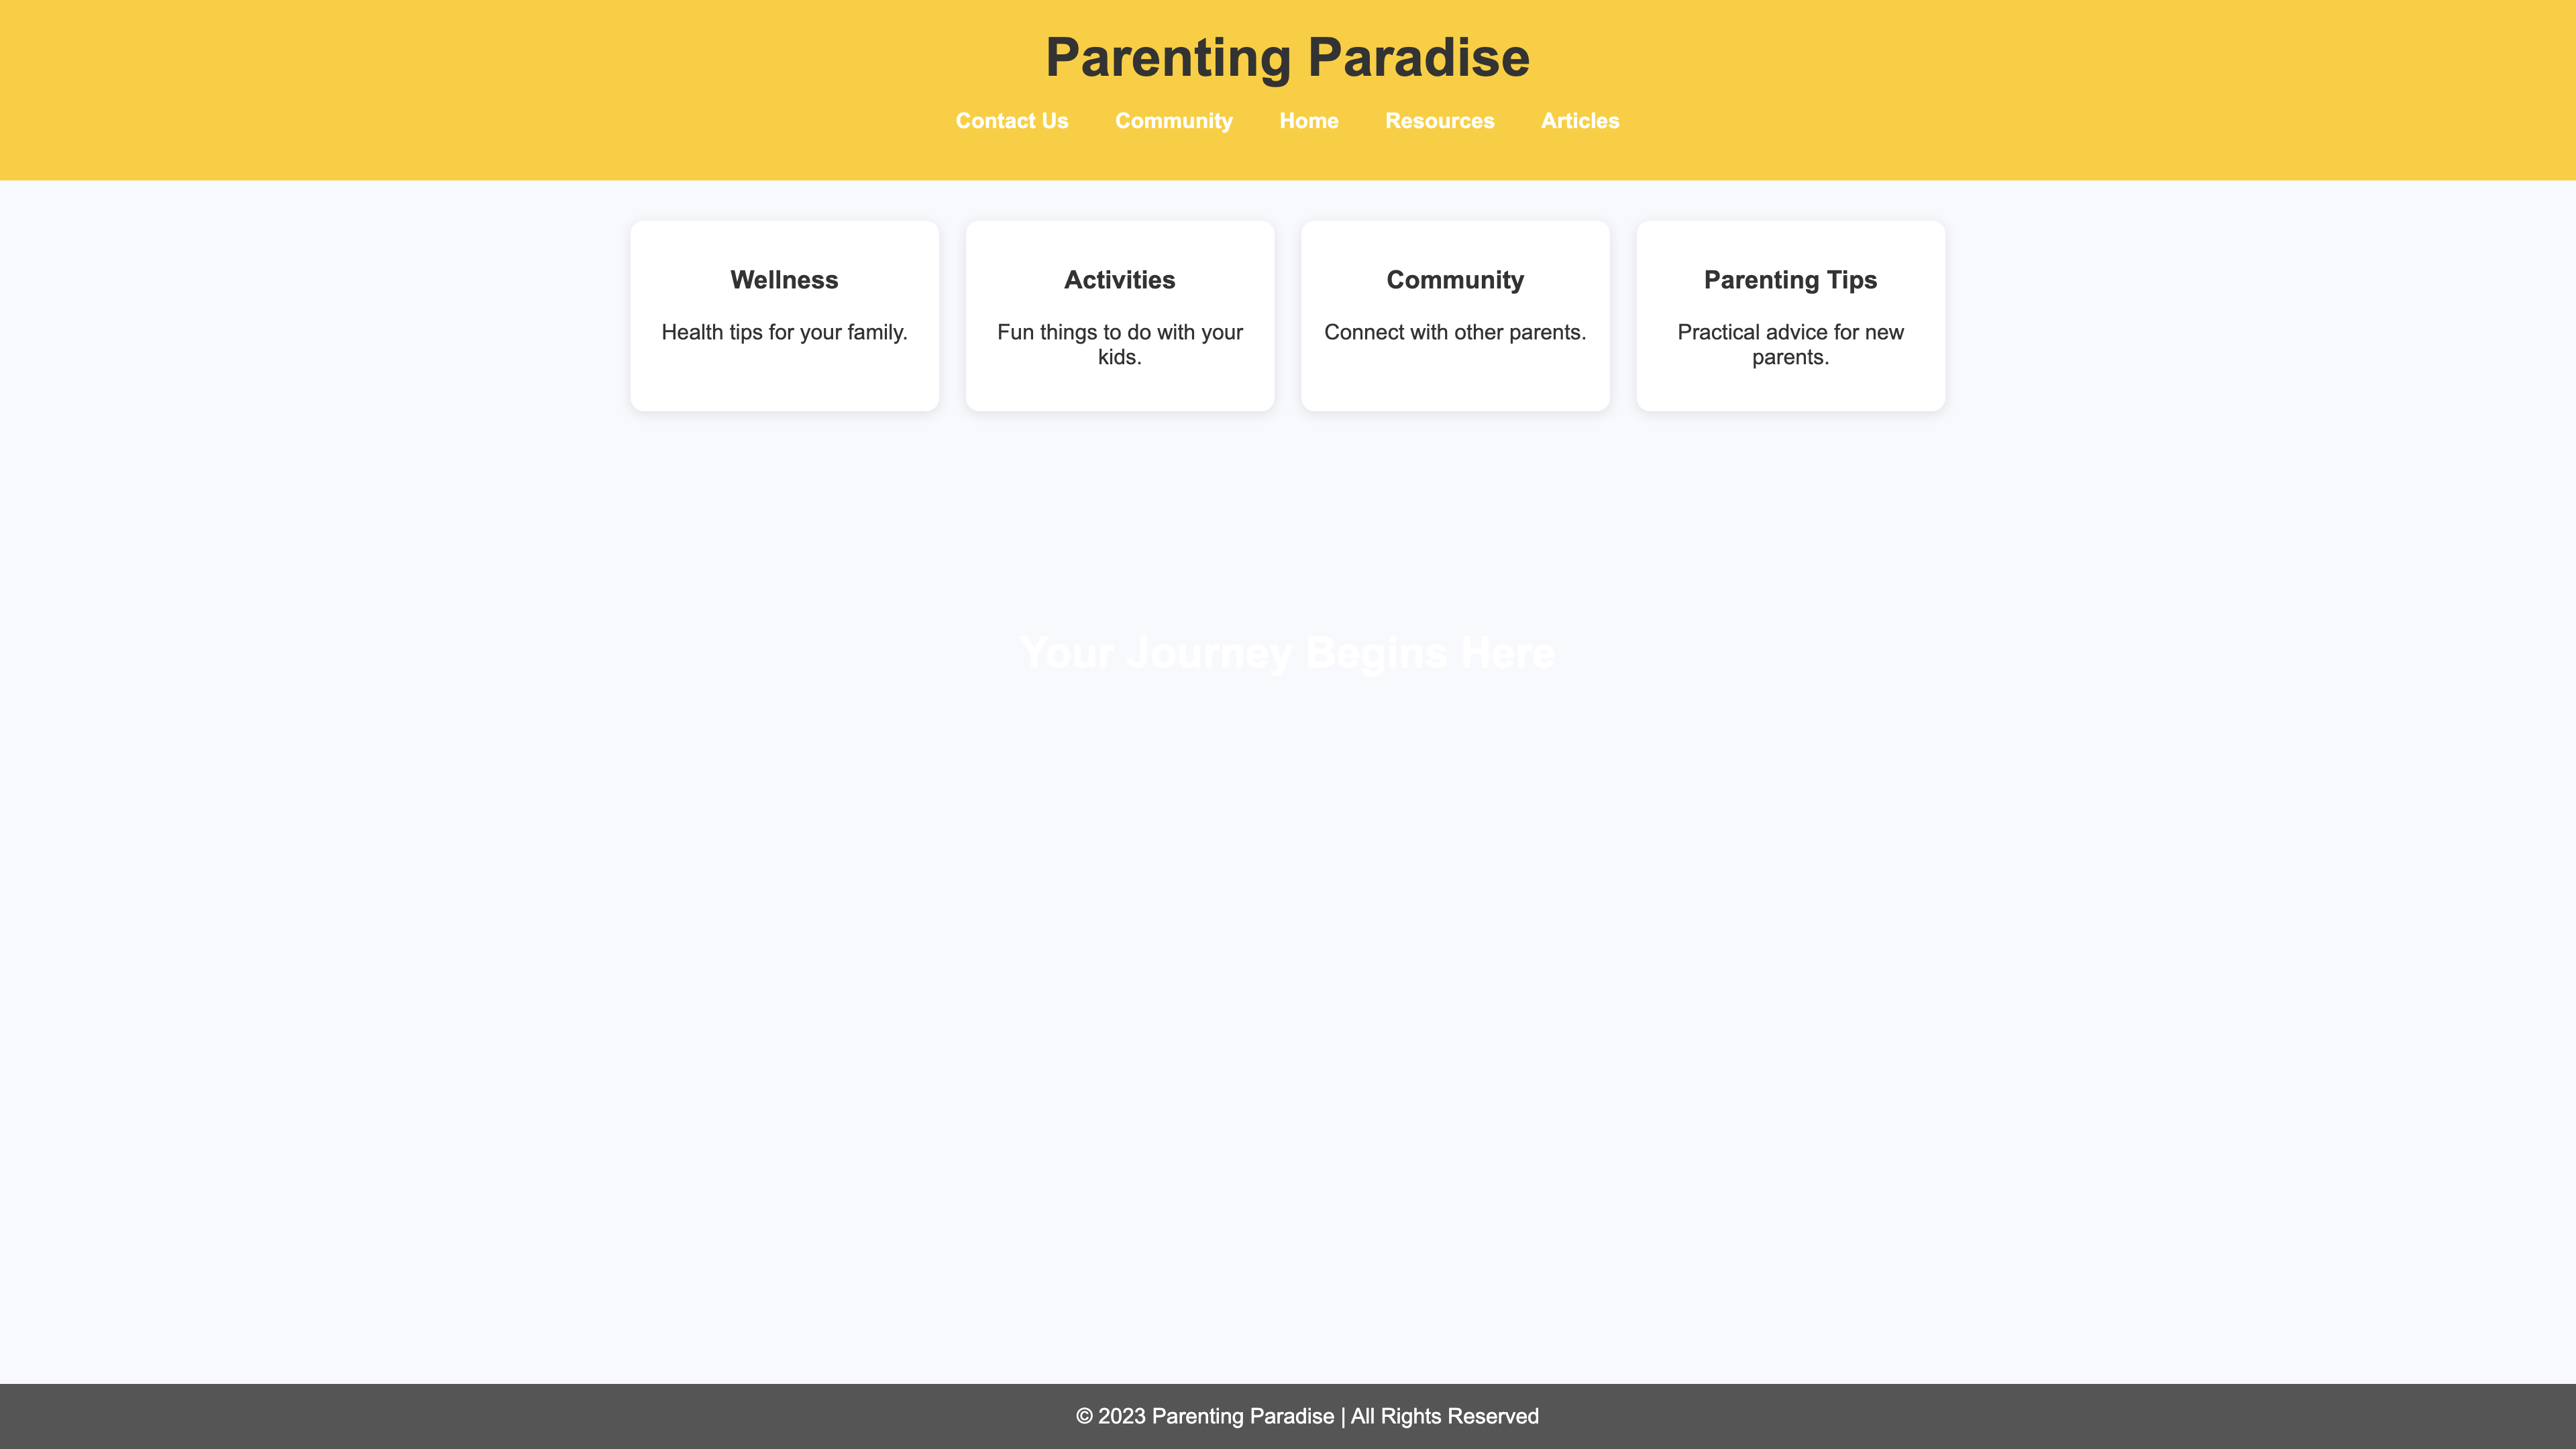 Parenting Paradise
Contact Us Community Home Resources Articles
Wellness
Health tips for your family.
Activities
Fun things to do with your
kids.
Community
Connect with other parents.
Parenting Tips
Practical advice for new
parents.
Your Journey Begins Here
© 2023 Parenting Paradise | All Rights Reserved